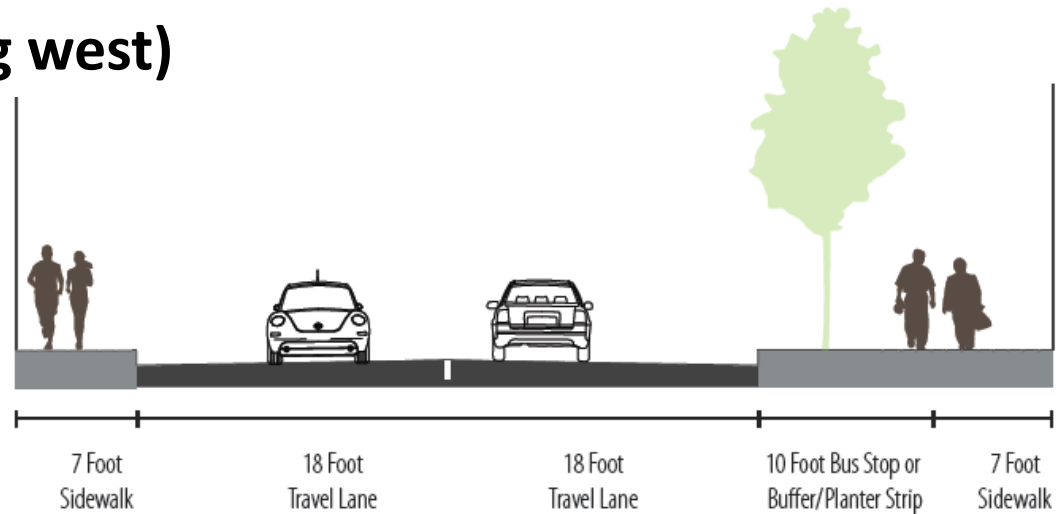 g west)
7 Foot
Sidewalk
18 Foot
Travel Lane
18 Foot
Travel Lane
10 Foot Bus Stop or
Buffer/Planter Strip
7 Foot
Sidewalk